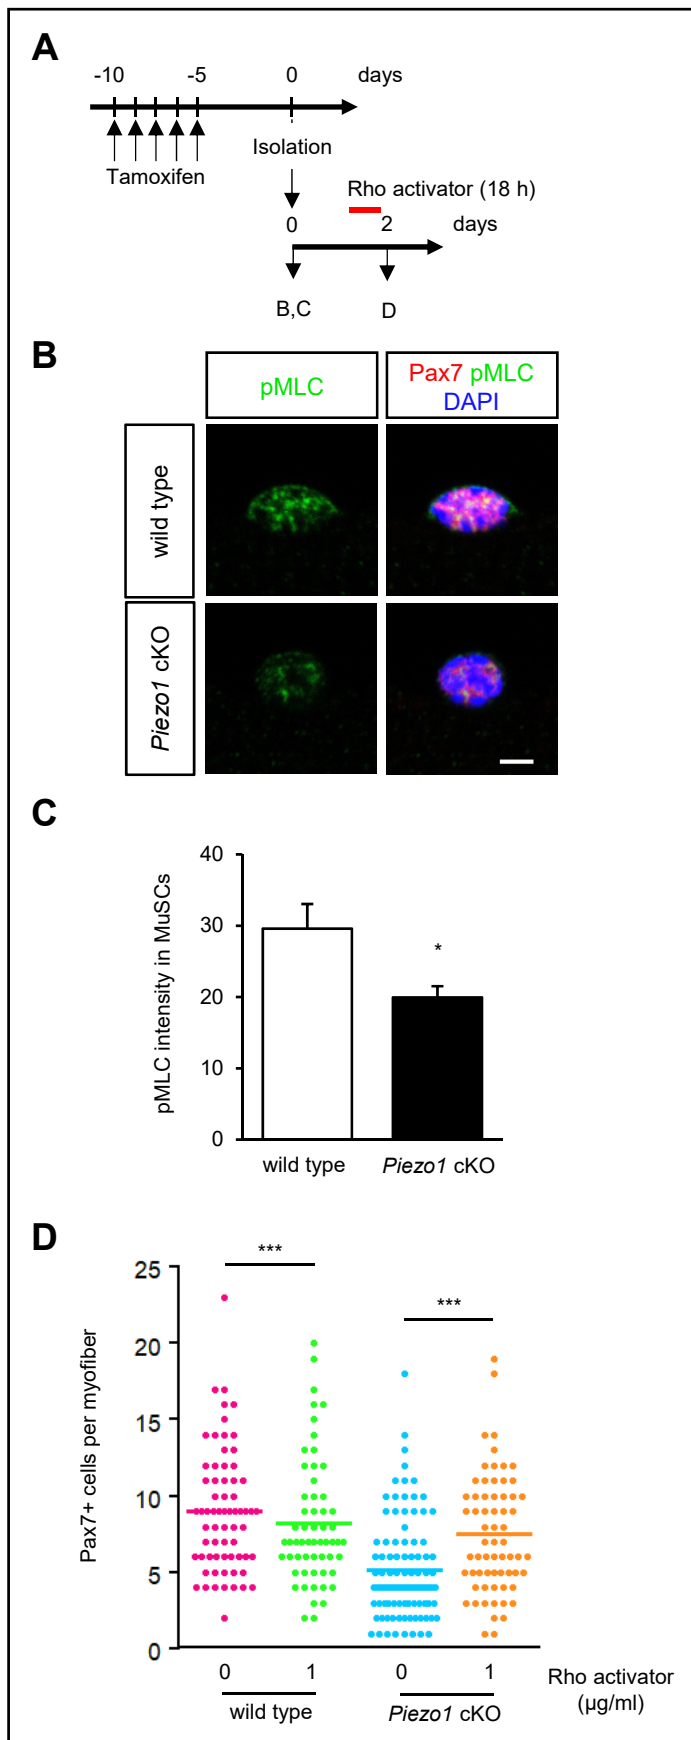 A
-10 -5 0 days
Tamoxifen
Isolation
Rho activator (18 h)
0 2 days
B,C D
B
pMLC
Pax7 pMLC
DAPI
wild type
Piezo1 cKO
C
pMLC intensity in MuSCs
40
30
20
10
0
*
wild type
Piezo1 cKO
D
Pax7+ cells per myofiber
25
20
15
10
5
0
***
***
0 1 0 1
Rho activator
(µg/ml)
wild type
Piezo1 cKO